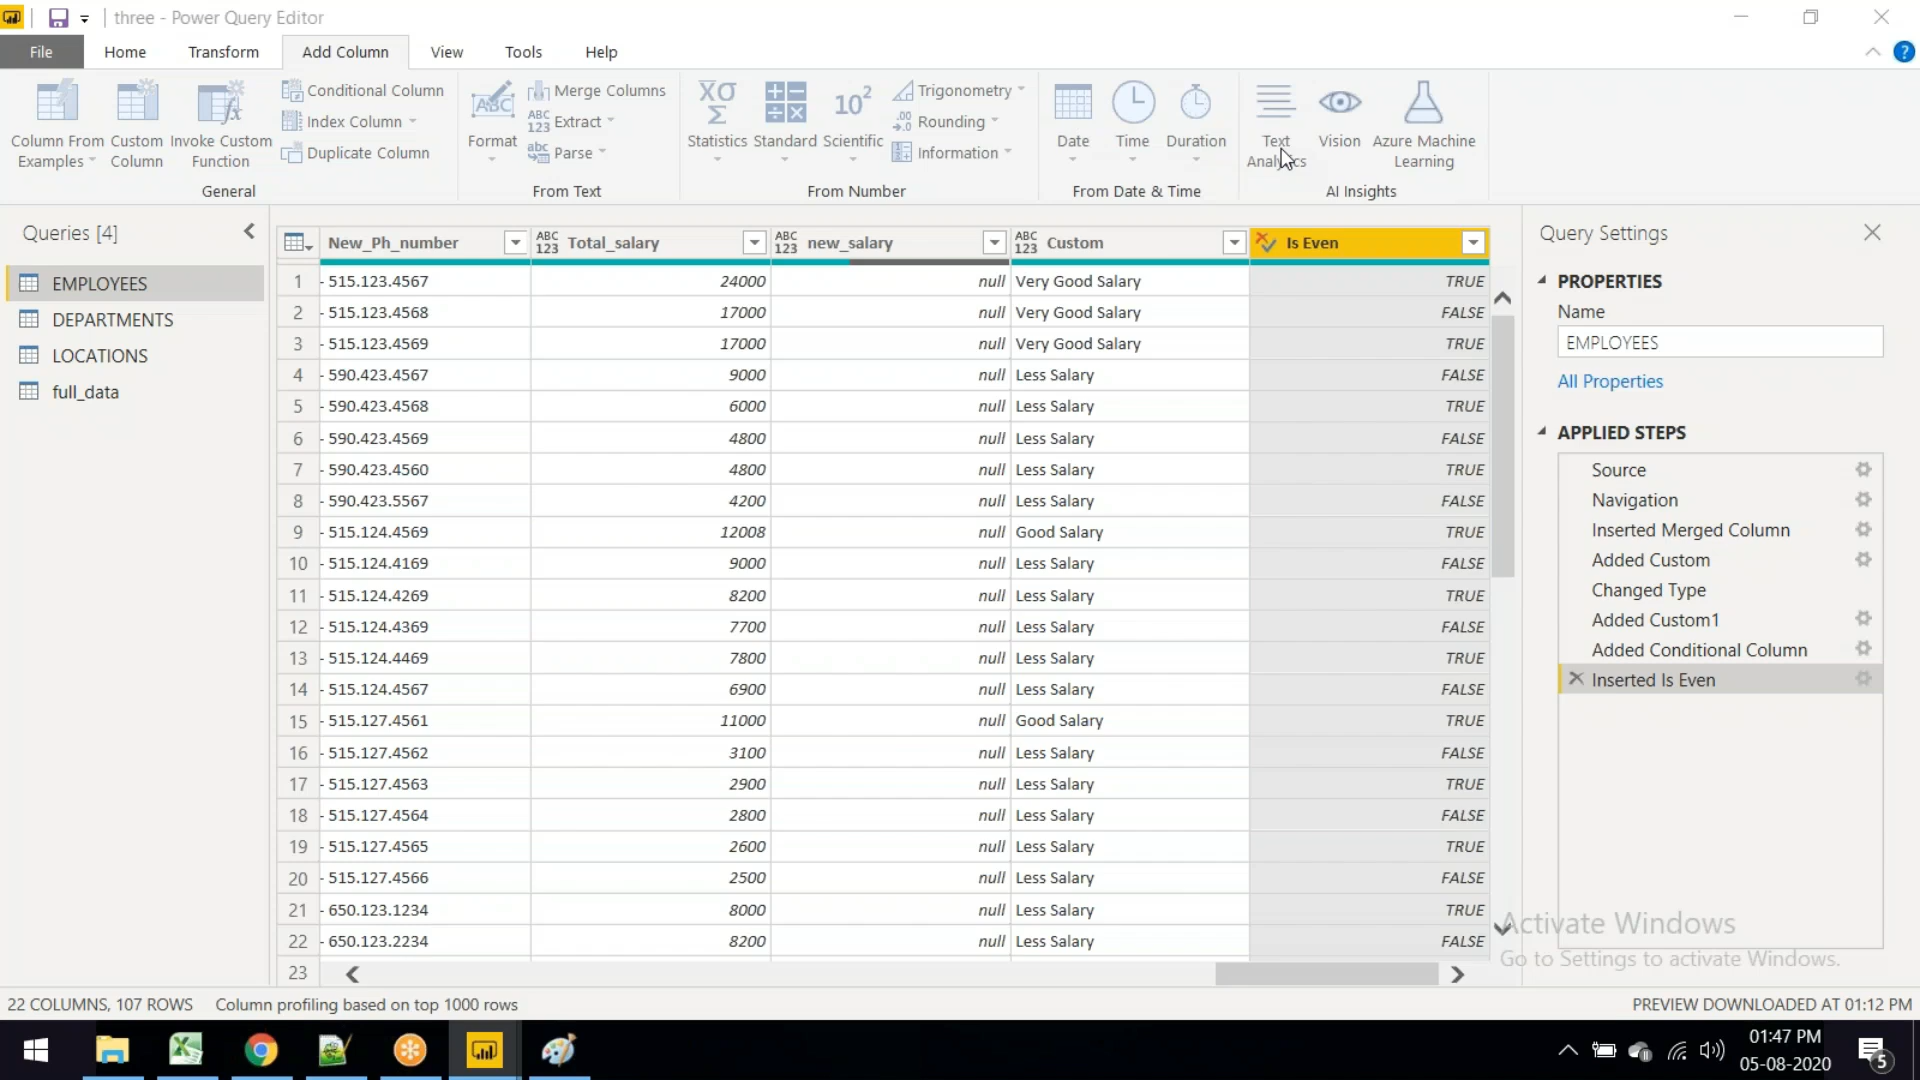 three - Power Query Editor
File Home Transform Add Column View Tools Help
Column From Examples
Custom Column
Invoke Custom Function
Conditional Column
Index Column
Duplicate Column
General
ABC
Format
Merge Columns
ABC 123 Extract
abc Parse
From Text
XΣσ Statistics
Standard
10² Scientific
Trigonometry
.00 Rounding
Information
From Number
Date
Time
Duration
From Date & Time
Text Analytics
Vision
Azure Machine Learning
AI Insights
Queries [4]
EMPLOYEES
DEPARTMENTS
LOCATIONS
full_data
New_Ph_number ABC 123 Total_salary ABC 123 new_salary ABC 123 Custom Is Even
1 - 515.123.4567 24000 null Very Good Salary TRUE
2 - 515.123.4568 17000 null Very Good Salary FALSE
3 - 515.123.4569 17000 null Very Good Salary TRUE
4 - 590.423.4567 9000 null Less Salary FALSE
5 - 590.423.4568 6000 null Less Salary TRUE
6 - 590.423.4569 4800 null Less Salary FALSE
7 - 590.423.4560 4800 null Less Salary TRUE
8 - 590.423.5567 4200 null Less Salary FALSE
9 - 515.124.4569 12008 null Good Salary TRUE
10 - 515.124.4169 9000 null Less Salary FALSE
11 - 515.124.4269 8200 null Less Salary TRUE
12 - 515.124.4369 7700 null Less Salary FALSE
13 - 515.124.4469 7800 null Less Salary TRUE
14 - 515.124.4567 6900 null Less Salary FALSE
15 - 515.127.4561 11000 null Good Salary TRUE
16 - 515.127.4562 3100 null Less Salary FALSE
17 - 515.127.4563 2900 null Less Salary TRUE
18 - 515.127.4564 2800 null Less Salary FALSE
19 - 515.127.4565 2600 null Less Salary TRUE
20 - 515.127.4566 2500 null Less Salary FALSE
21 - 650.123.1234 8000 null Less Salary TRUE
22 - 650.123.2234 8200 null Less Salary FALSE
23
Query Settings
PROPERTIES
Name
EMPLOYEES
All Properties
APPLIED STEPS
Source
Navigation
Inserted Merged Column
Added Custom
Changed Type
Added Custom1
Added Conditional Column
Inserted Is Even
Activate Windows
Go to Settings to activate Windows.
22 COLUMNS, 107 ROWS Column profiling based on top 1000 rows PREVIEW DOWNLOADED AT 01:12 PM
01:47 PM
05-08-2020
5